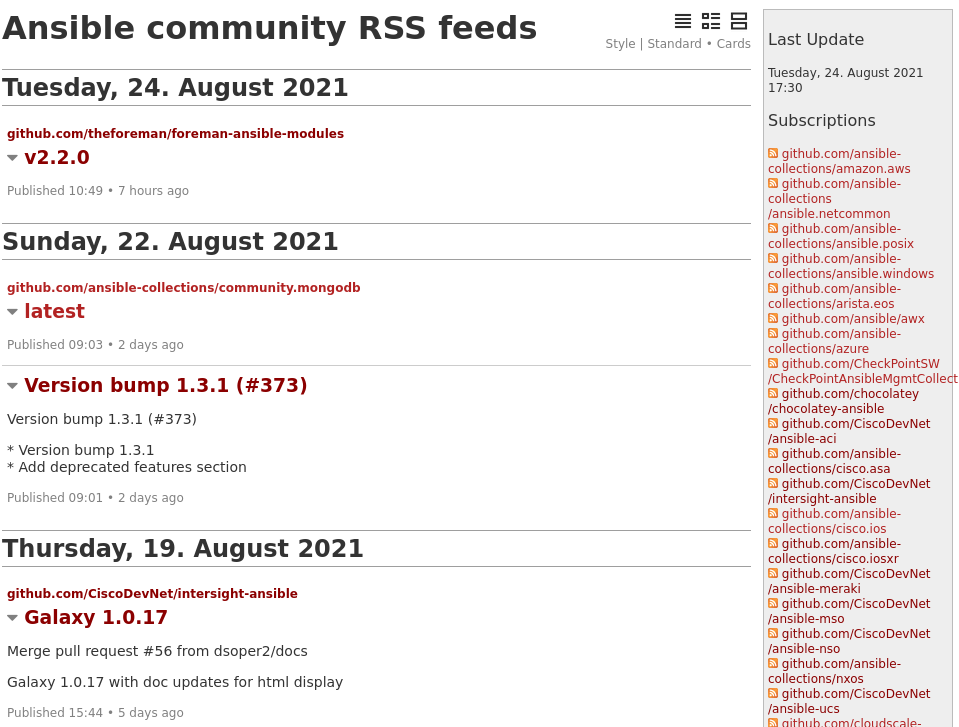 Ansible community RSS feeds
Style | Standard • Cards
Tuesday, 24. August 2021
github.com/theforeman/foreman-ansible-modules
v2.2.0
Published 10:49 • 7 hours ago
Sunday, 22. August 2021
github.com/ansible-collections/community.mongodb
latest
Published 09:03 • 2 days ago
Version bump 1.3.1 (#373)
Version bump 1.3.1 (#373)
* Version bump 1.3.1
* Add deprecated features section
Published 09:01 • 2 days ago
Thursday, 19. August 2021
github.com/CiscoDevNet/intersight-ansible
Galaxy 1.0.17
Merge pull request #56 from dsoper2/docs
Galaxy 1.0.17 with doc updates for html display
Published 15:44 • 5 days ago
Last Update
Tuesday, 24. August 2021
17:30
Subscriptions
github.com/ansible-
collections/amazon.aws
github.com/ansible-
collections
/ansible.netcommon
github.com/ansible-
collections/ansible.posix
github.com/ansible-
collections/ansible.windows
github.com/ansible-
collections/arista.eos
github.com/ansible/awx
github.com/ansible-
collections/azure
github.com/CheckPointSW
/CheckPointAnsibleMgmtCollect
github.com/chocolatey
/chocolatey-ansible
github.com/CiscoDevNet
/ansible-aci
github.com/ansible-
collections/cisco.asa
github.com/CiscoDevNet
/intersight-ansible
github.com/ansible-
collections/cisco.ios
github.com/ansible-
collections/cisco.iosxr
github.com/CiscoDevNet
/ansible-meraki
github.com/CiscoDevNet
/ansible-mso
github.com/CiscoDevNet
/ansible-nso
github.com/ansible-
collections/nxos
github.com/CiscoDevNet
/ansible-ucs
github.com/cloudscale-